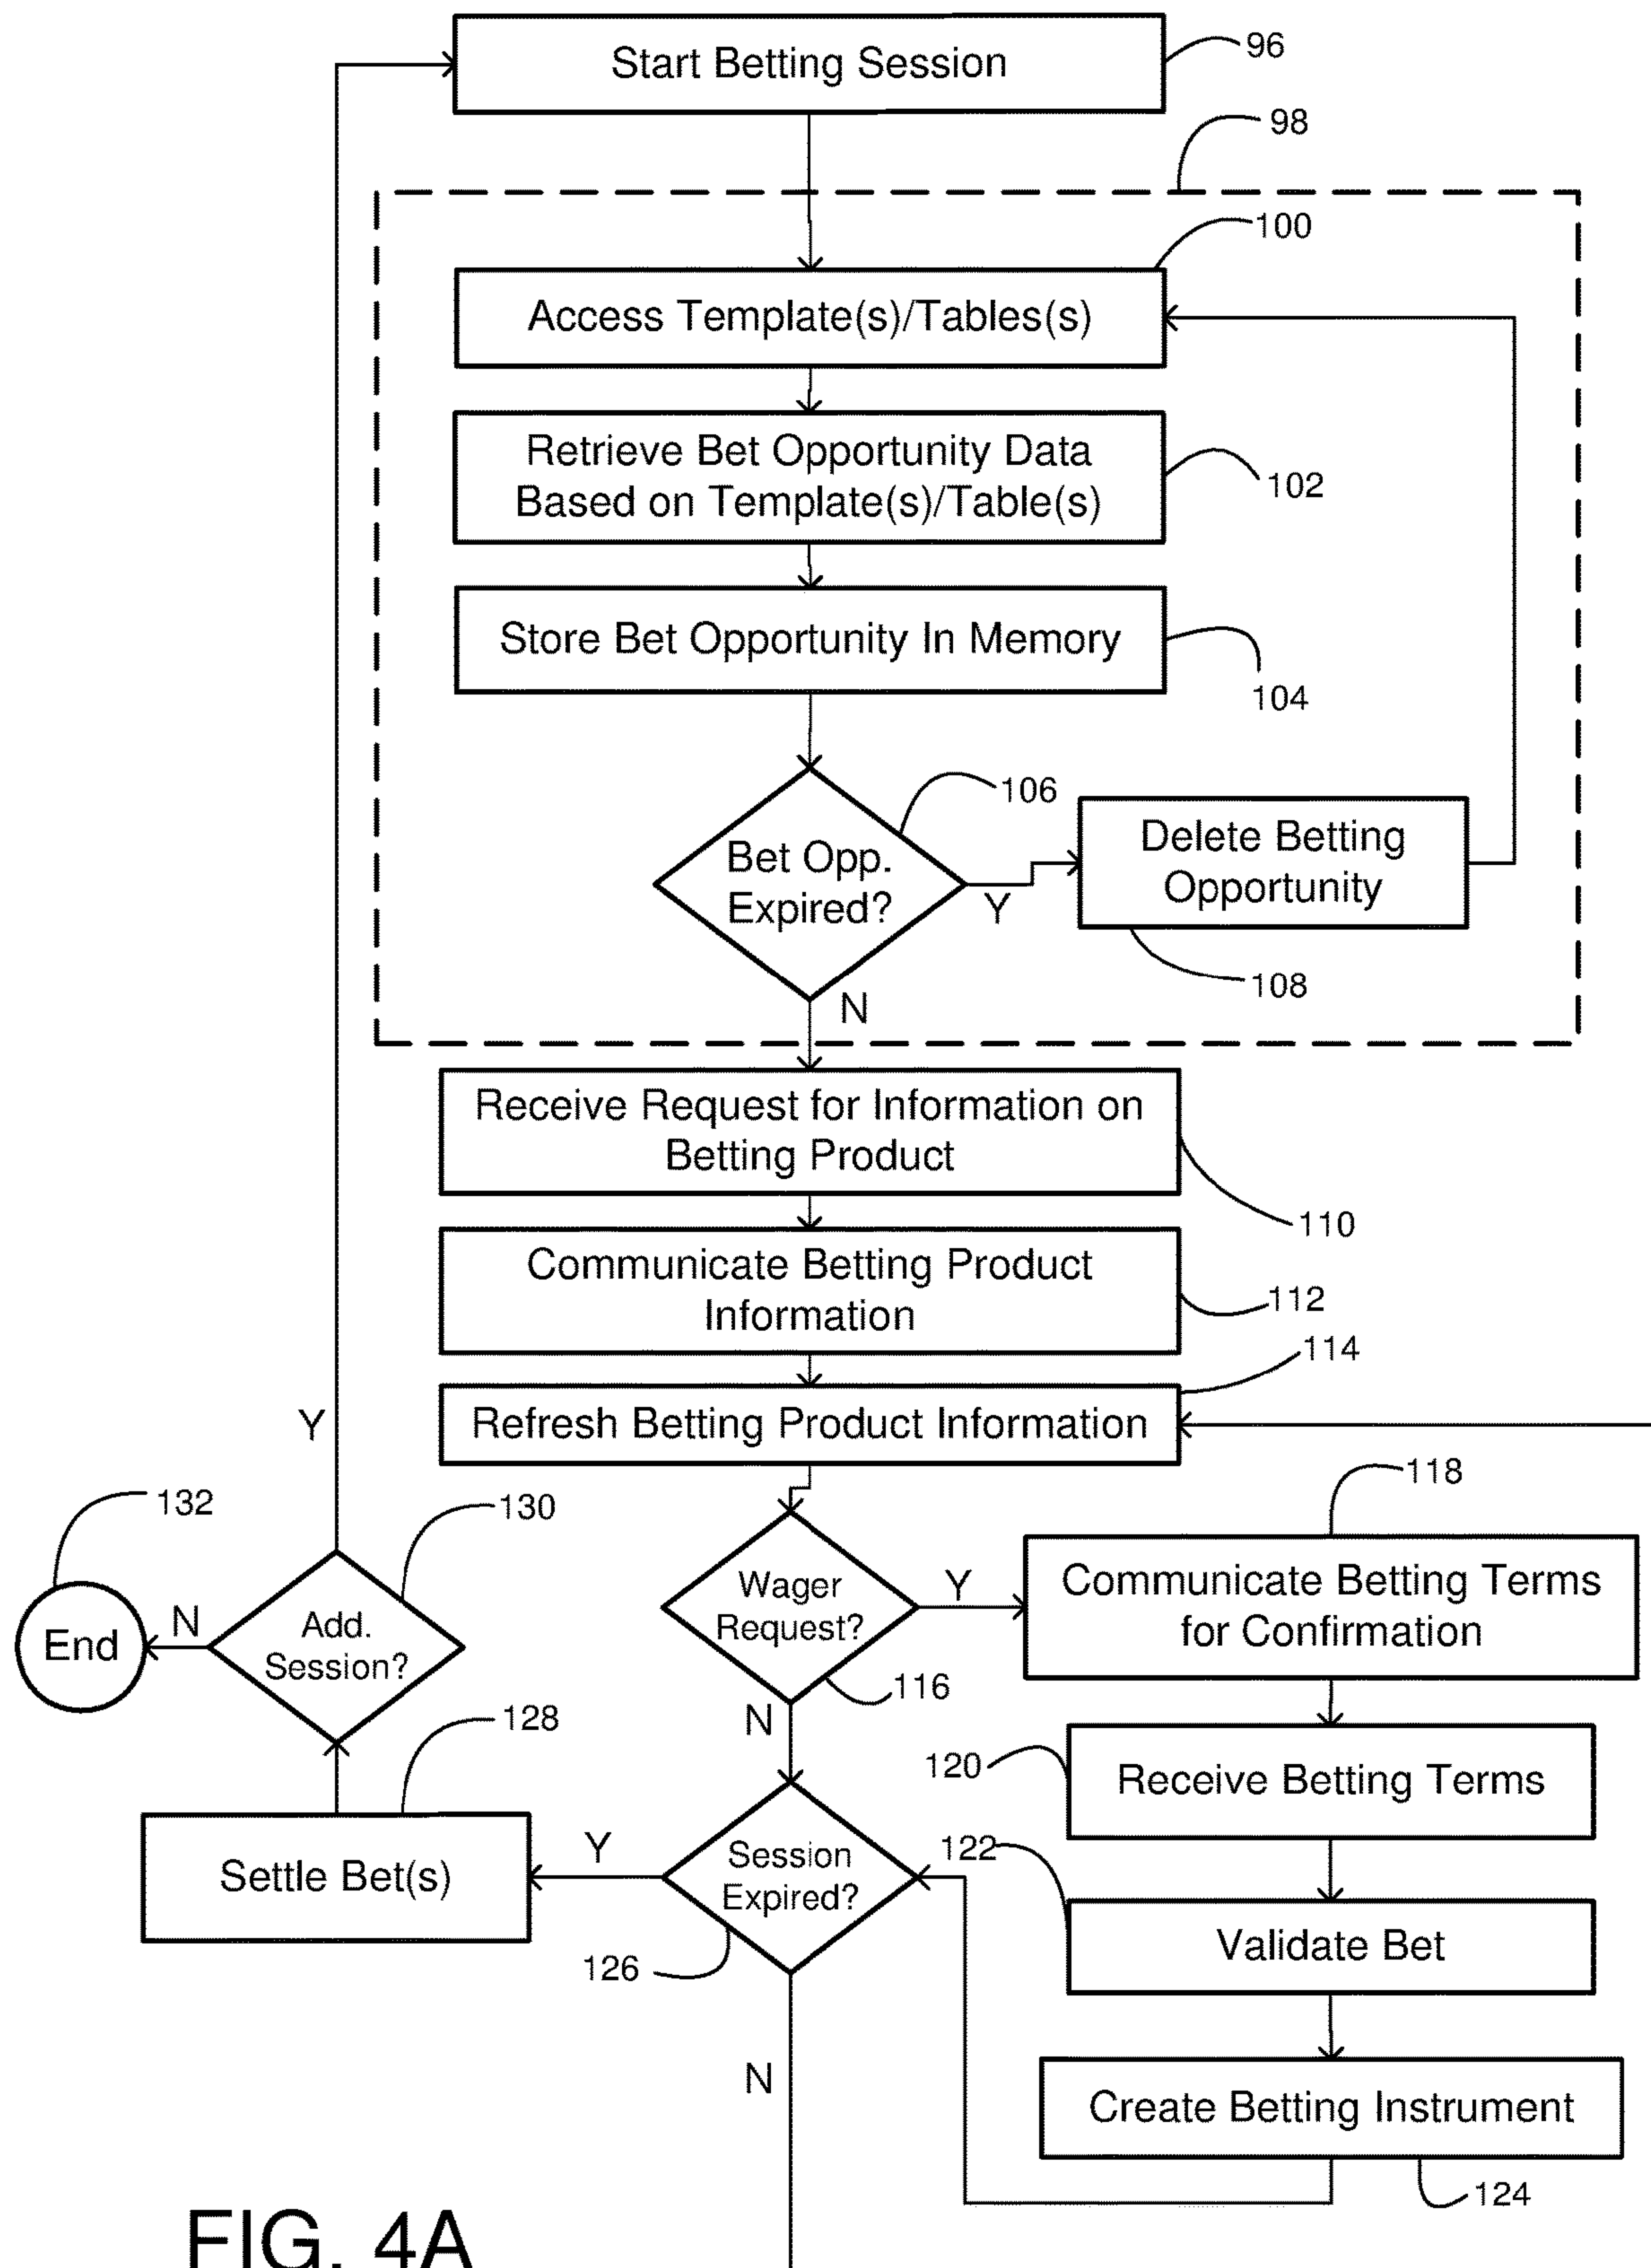 Start Betting Session
96
98
100
Access Template(s)/Tables(s)
Retrieve Bet Opportunity Data
Based on Template(s)/Table(s)
102
Store Bet Opportunity In Memory
104
106
Bet Opp.
Expired?
Y
Delete Betting
Opportunity
108
N
Receive Request for Information on
Betting Product
110
Communicate Betting Product
Information
112
114
Refresh Betting Product Information
Y
118
132
130
Wager
Request?
Y
Communicate Betting Terms
for Confirmation
End
N
Add.
Session?
116
N
128
120
Receive Betting Terms
122
Settle Bet(s)
Y
Session
Expired?
Validate Bet
126
N
Create Betting Instrument
124
FIG. 4A